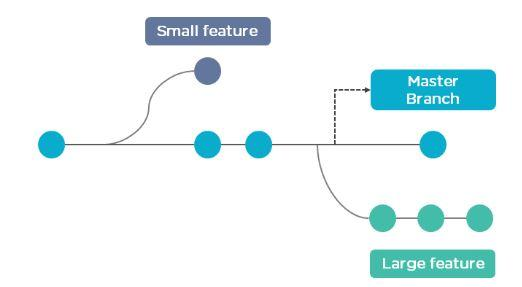 Small feature
Master
Branch
Large feature